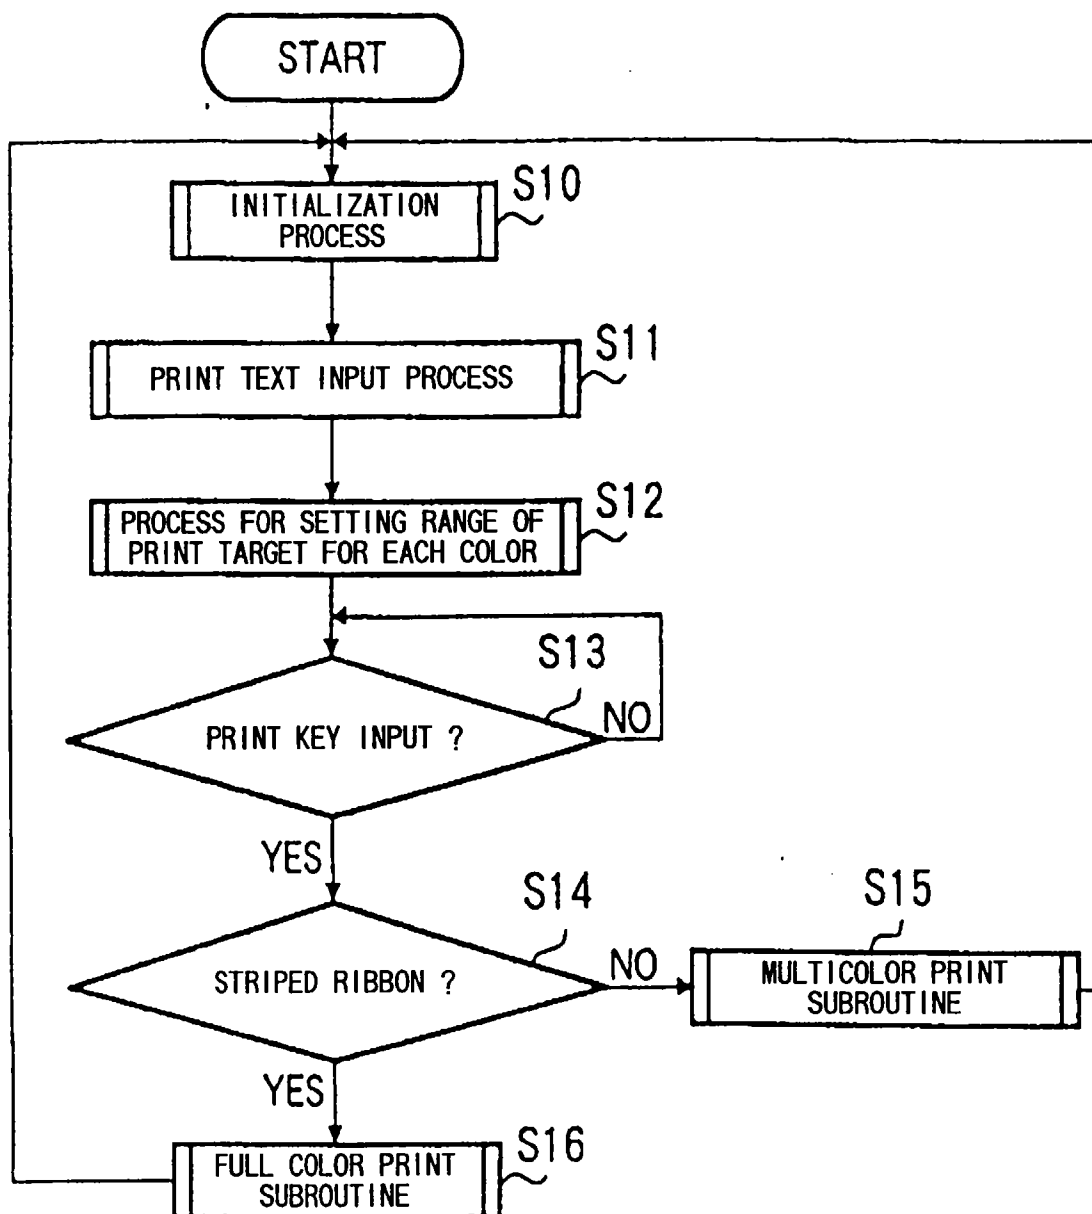 START
S10
INITIALIZATION
PROCESS
S11
PRINT TEXT INPUT PROCESS
S12
PROCESS FOR SETTING RANGE OF
PRINT TARGET FOR EACH COLOR
S13
PRINT KEY INPUT ?
NO
YES
S14
STRIPED RIBBON ?
NO
S15
MULTICOLOR PRINT
SUBROUTINE
YES
S16
FULL COLOR PRINT
SUBROUTINE